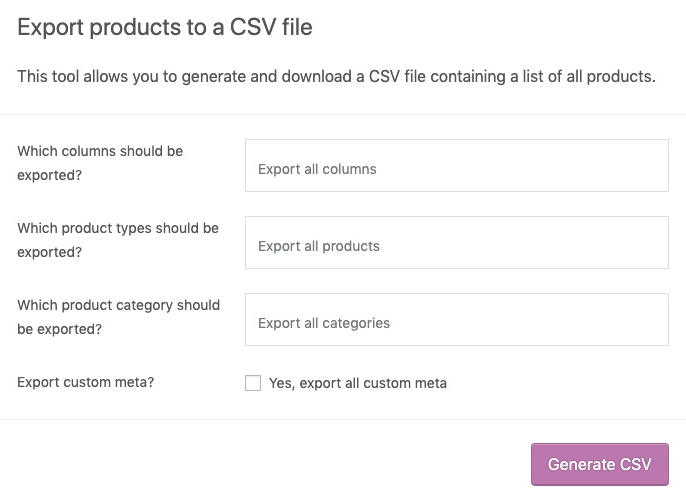 Export products to a CSV file
This tool allows you to generate and download a CSV file containing a list of all products.
Which columns should be
exported?
Export all columns
Which product types should be
exported?
Export all products
Which product category should
be exported?
Export all categories
Export custom meta?
Yes, export all custom meta
Generate CSV